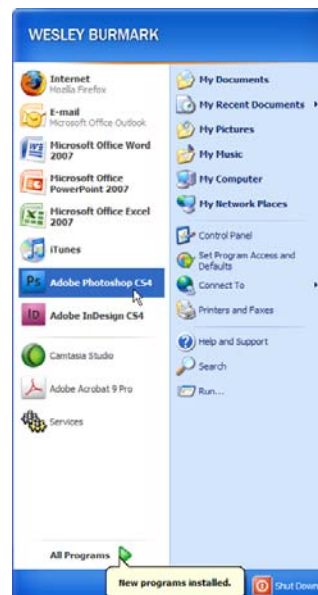 WESLEY BURMARK
Internet
Mozilla Firefox
E-mail
Microsoft Office Outlook
Microsoft Office Word
2007
Microsoft Office
PowerPoint 2007
Microsoft Office Excel
2007
iTunes
Ps Adobe Photoshop CS4
ID Adobe InDesign CS4
Camtasia Studio
Adobe Acrobat 9 Pro
Services
All Programs
My Documents
My Recent Documents
My Pictures
My Music
My Computer
My Network Places
Control Panel
Set Program Access and
Defaults
Connect To
Printers and Faxes
Help and Support
Search
Run...
New programs installed.
Shut Down